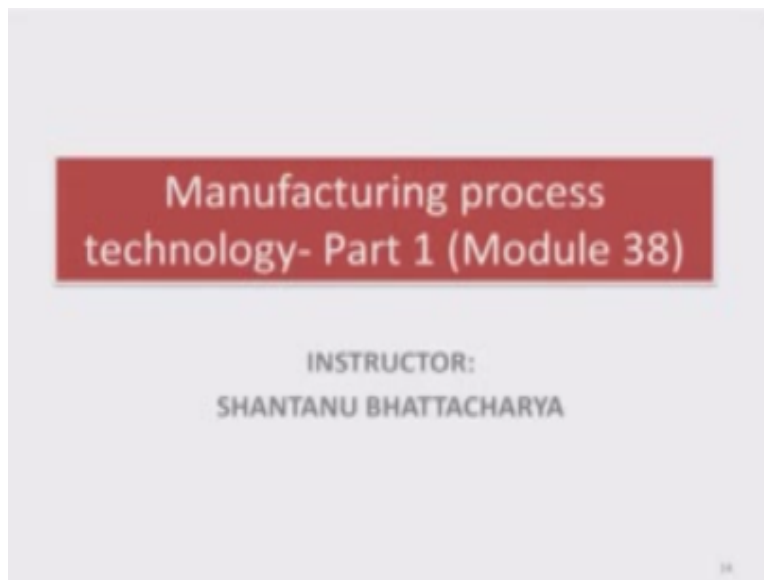 Manufacturing process
technology- Part 1 (Module 38)
INSTRUCTOR:
SHANTANU BHATTACHARYA